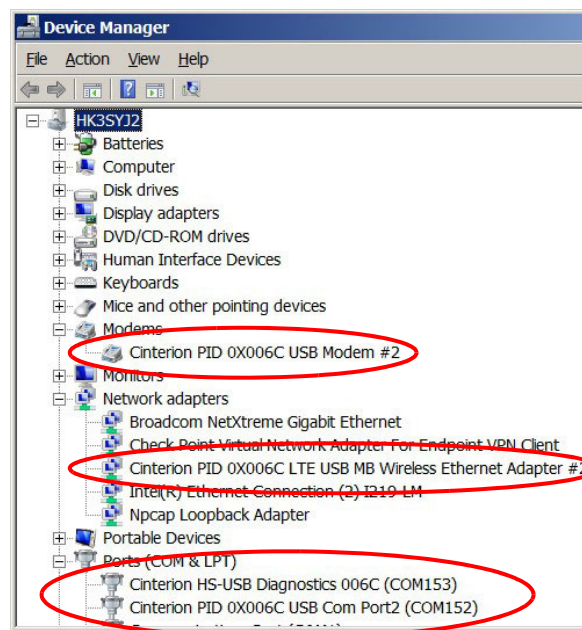 Device Manager
File Action View Help
HK3SYJ2
Batteries
Computer
Disk drives
Display adapters
DVD/CD-ROM drives
Human Interface Devices
Keyboards
Mice and other pointing devices
Modems
Cinterion PID 0X006C USB Modem #2
Monitors
Network adapters
Broadcom NetXtreme Gigabit Ethernet
Check Point Virtual Network Adapter For Endpoint VPN Client
Cinterion PID 0X006C LTE USB MB Wireless Ethernet Adapter #2
Intel(R) Ethernet Connection (2) I219-LM
Npcap Loopback Adapter
Portable Devices
Ports (COM & LPT)
Cinterion HS-USB Diagnostics 006C (COM153)
Cinterion PID 0X006C USB Com Port2 (COM152)